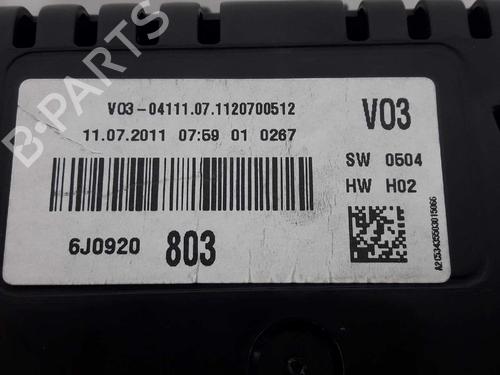 V03-04111.07.1120700512
11.07.2011 07:59 01 0267
V03
SW 0504
HW H02
6J0920 803
A2C53435503015066
B-PARTS